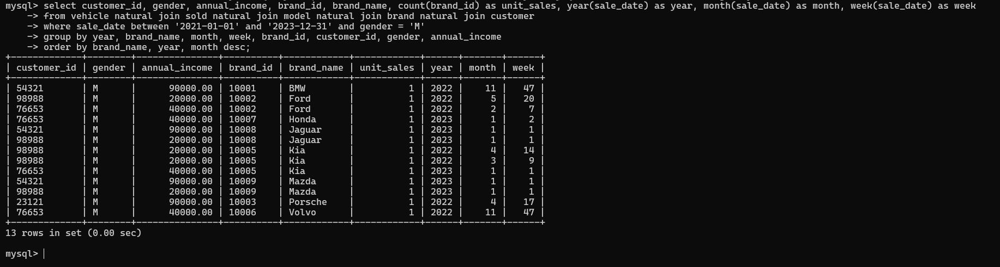 mysql> select customer_id, gender, annual_income, brand_id, brand_name, count(brand_id) as unit_sales, year(sale_date) as year, month(sale_date) as month, week(sale_date) as week
    -> from vehicle natural join sold natural join model natural join brand natural join customer
    -> where sale_date between '2021-01-01' and '2023-12-31' and gender = 'M'
    -> group by year, brand_name, month, week, brand_id, customer_id, gender, annual_income
    -> order by brand_name, year, month desc;
+-------------+--------+---------------+----------+------------+------------+------+-------+------+
| customer_id | gender | annual_income | brand_id | brand_name | unit_sales | year | month | week |
+-------------+--------+---------------+----------+------------+------------+------+-------+------+
| 54321       | M      |      90000.00 | 10001    | BMW        |          1 | 2022 |    11 |   47 |
| 98988       | M      |      20000.00 | 10002    | Ford       |          1 | 2022 |     5 |   20 |
| 76653       | M      |      40000.00 | 10002    | Ford       |          1 | 2022 |     2 |    7 |
| 76653       | M      |      40000.00 | 10007    | Honda      |          1 | 2023 |     1 |    2 |
| 54321       | M      |      90000.00 | 10008    | Jaguar     |          1 | 2023 |     1 |    1 |
| 98988       | M      |      20000.00 | 10008    | Jaguar     |          1 | 2023 |     1 |    1 |
| 98988       | M      |      20000.00 | 10005    | Kia        |          1 | 2022 |     4 |   14 |
| 98988       | M      |      20000.00 | 10005    | Kia        |          1 | 2022 |     3 |    9 |
| 76653       | M      |      40000.00 | 10005    | Kia        |          1 | 2023 |     1 |    1 |
| 54321       | M      |      90000.00 | 10009    | Mazda      |          1 | 2023 |     1 |    1 |
| 98988       | M      |      20000.00 | 10009    | Mazda      |          1 | 2023 |     1 |    1 |
| 23121       | M      |      90000.00 | 10003    | Porsche    |          1 | 2022 |     4 |   17 |
| 76653       | M      |      40000.00 | 10006    | Volvo      |          1 | 2022 |    11 |   47 |
+-------------+--------+---------------+----------+------------+------------+------+-------+------+
13 rows in set (0.00 sec)
mysql>